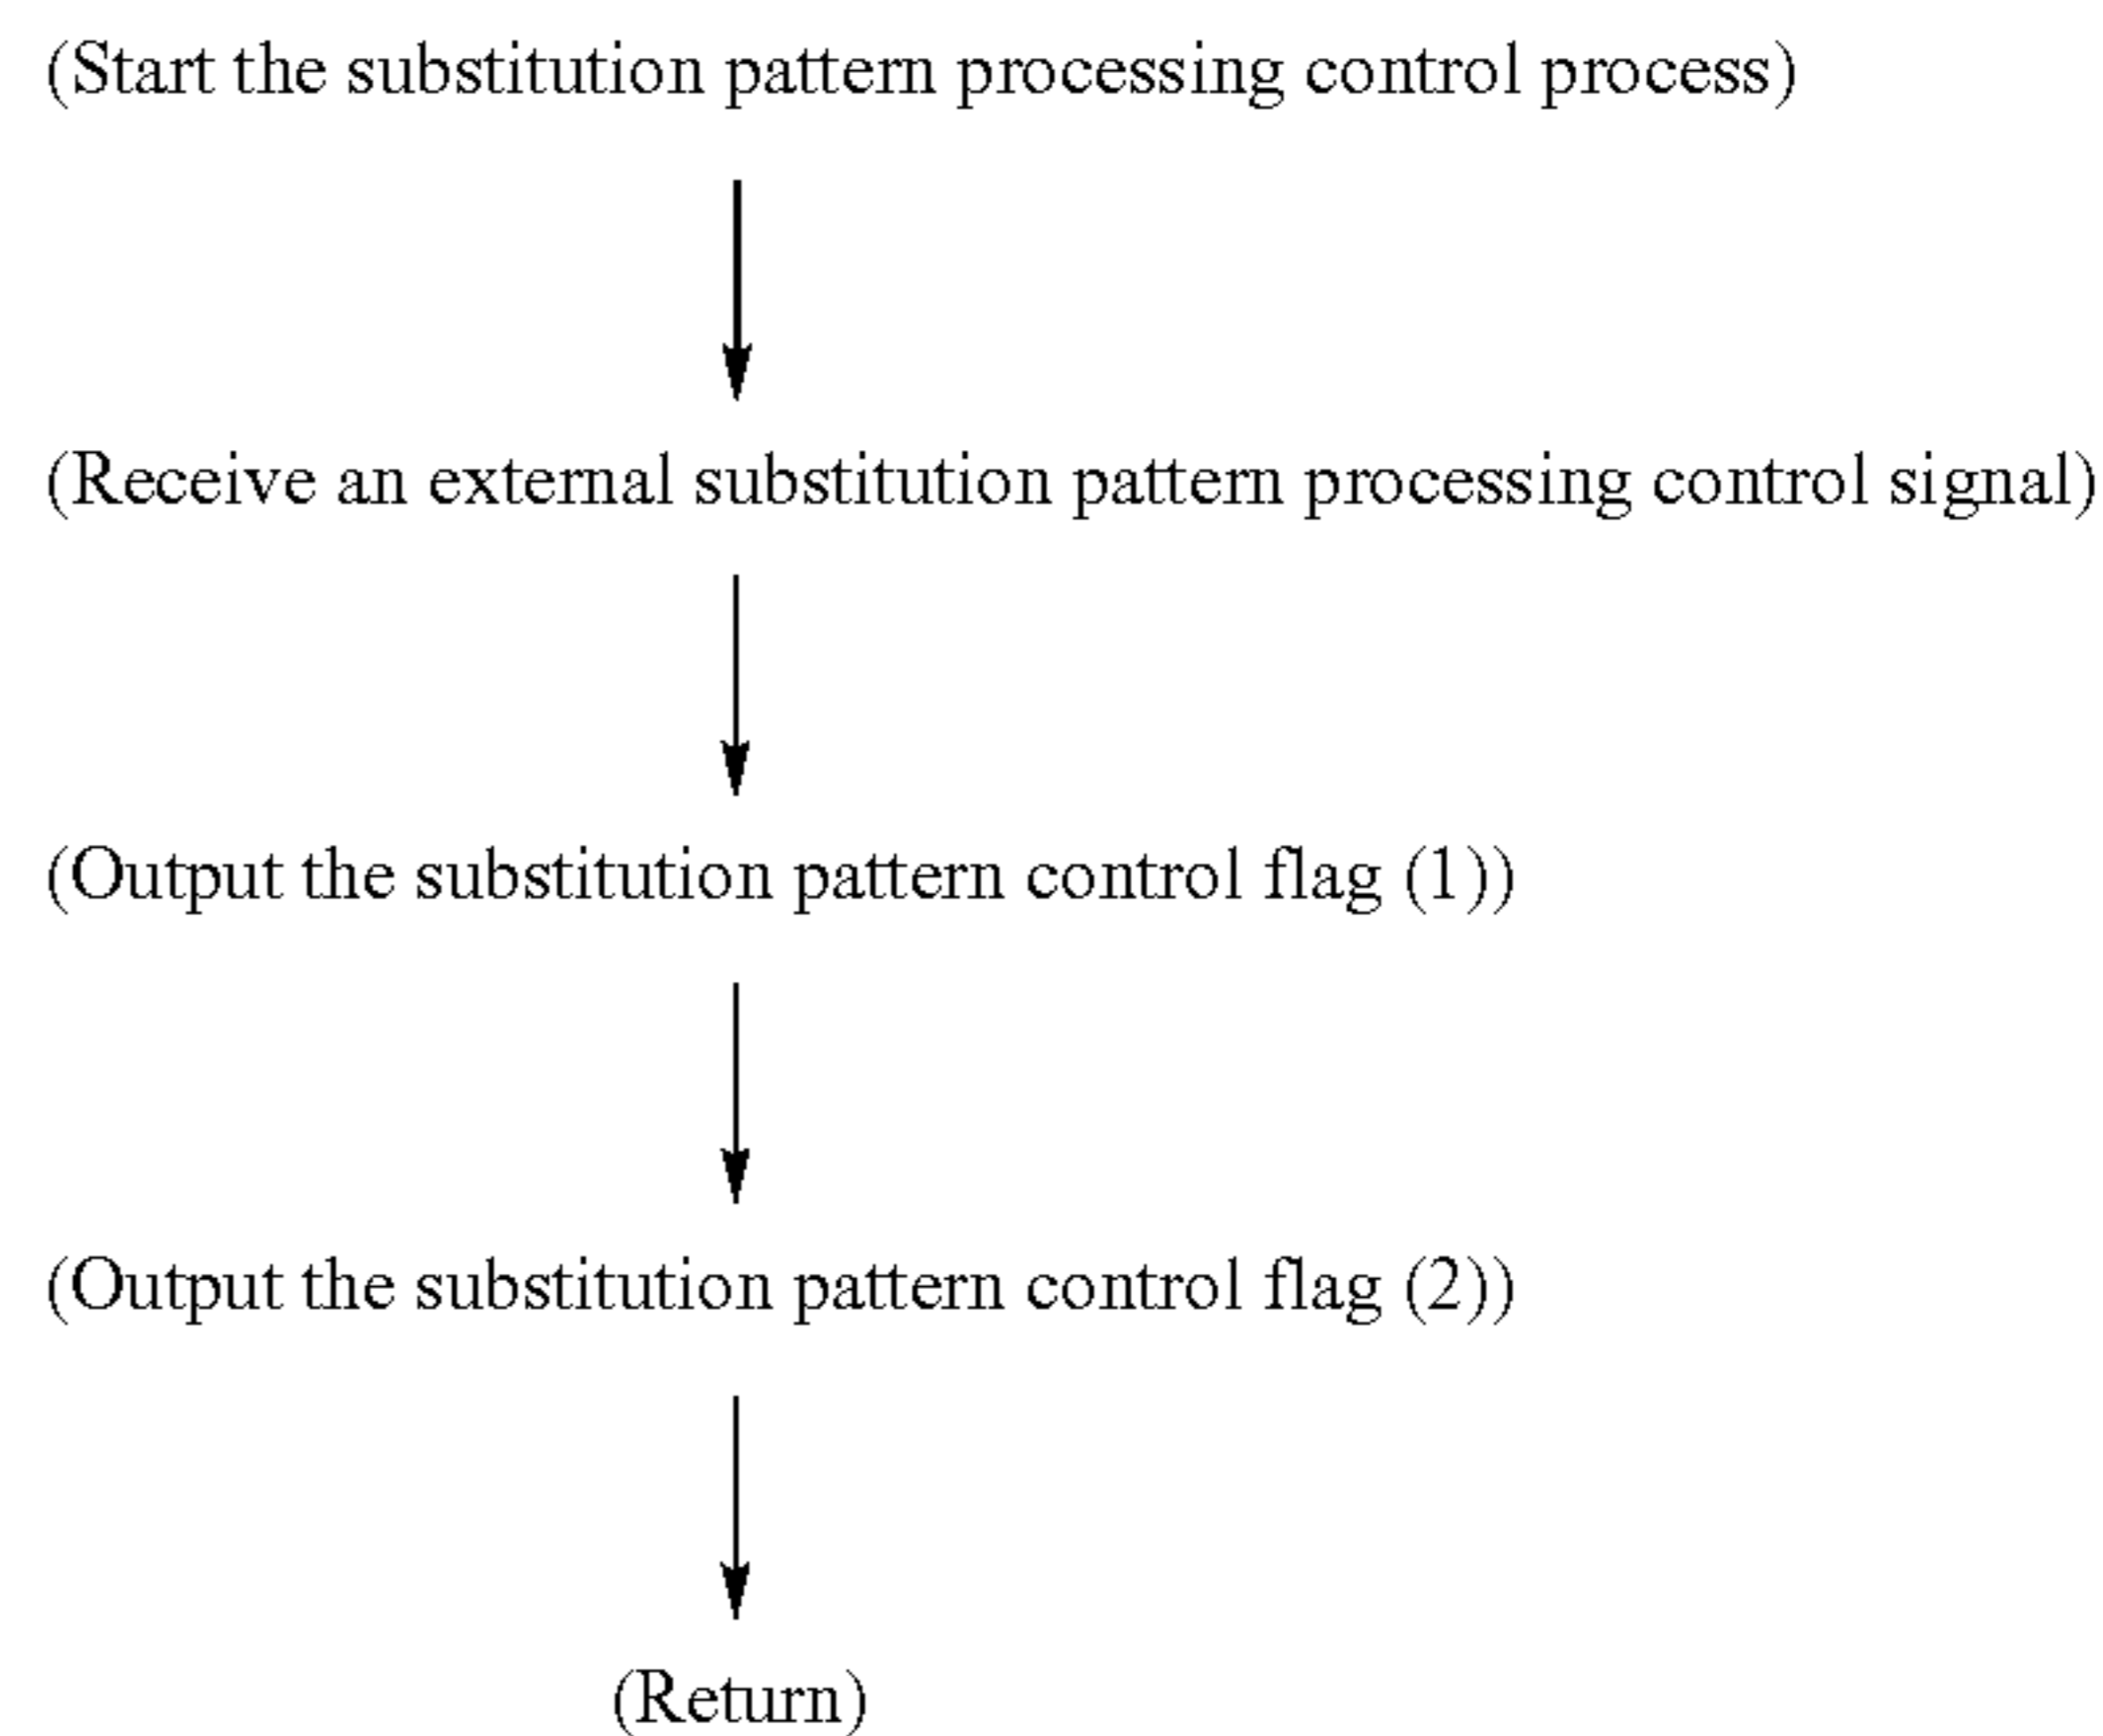 (Start the substitution pattern processing control process)
(Receive an external substitution pattern processing control signal)
(Output the substitution pattern control flag (1))
(Output the substitution pattern control flag (2))
(Return)